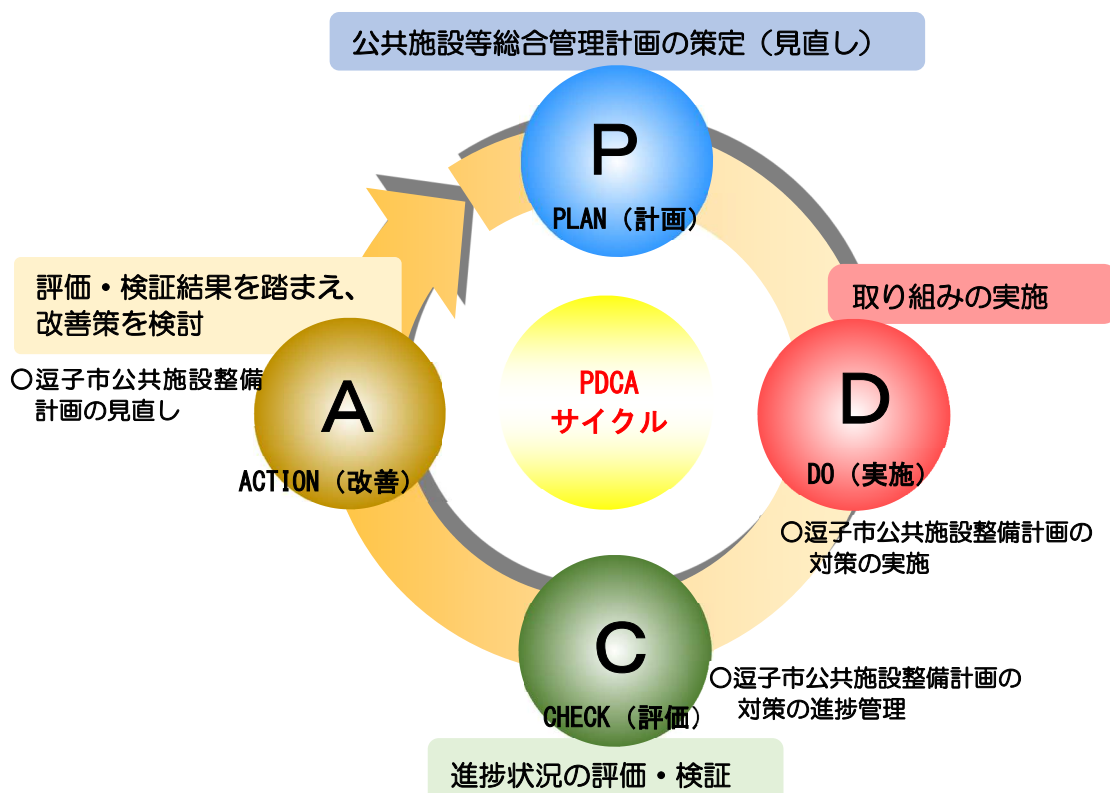 公共施設等総合管理計画の策定（見直し）
P
PLAN（計画）
取り組みの実施
D
DO（実施）
〇逗子市公共施設整備計画の
対策の実施
PDCA
サイクル
評価・検証結果を踏まえ、
改善策を検討
〇逗子市公共施設整備
計画の見直し
A
ACTION（改善）
C
CHECK（評価）
〇逗子市公共施設整備計画の
対策の進捗管理
進捗状況の評価・検証